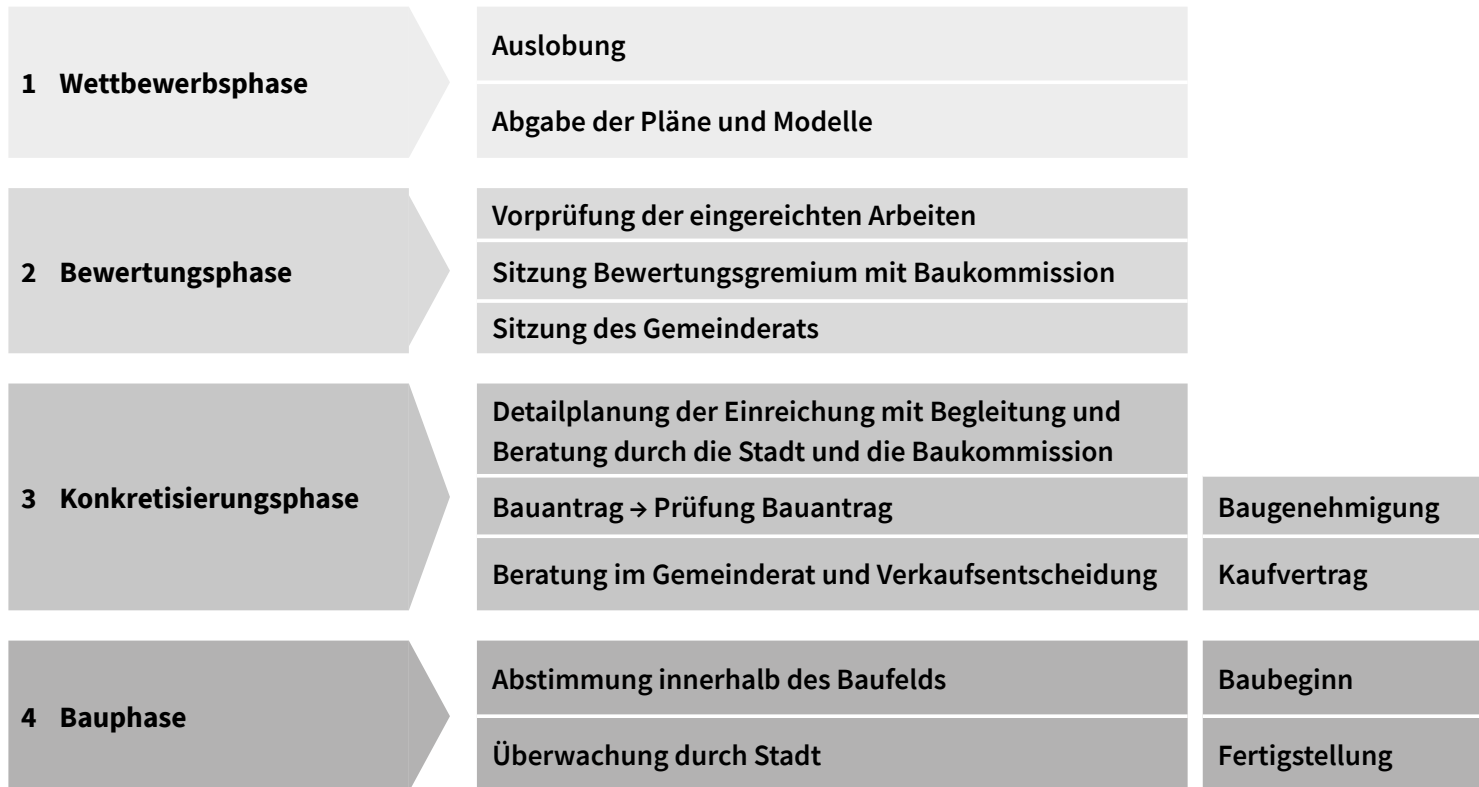 1 Wettbewerbsphase
Auslobung
Abgabe der Pläne und Modelle
2 Bewertungsphase
Vorprüfung der eingereichten Arbeiten
Sitzung Bewertungsgremium mit Baukommission
Sitzung des Gemeinderats
3 Konkretisierungsphase
Detailplanung der Einreichung mit Begleitung und
Beratung durch die Stadt und die Baukommission
Bauantrag → Prüfung Bauantrag
Baugenehmigung
Beratung im Gemeinderat und Verkaufsentscheidung
Kaufvertrag
4 Bauphase
Abstimmung innerhalb des Baufelds
Baubeginn
Überwachung durch Stadt
Fertigstellung